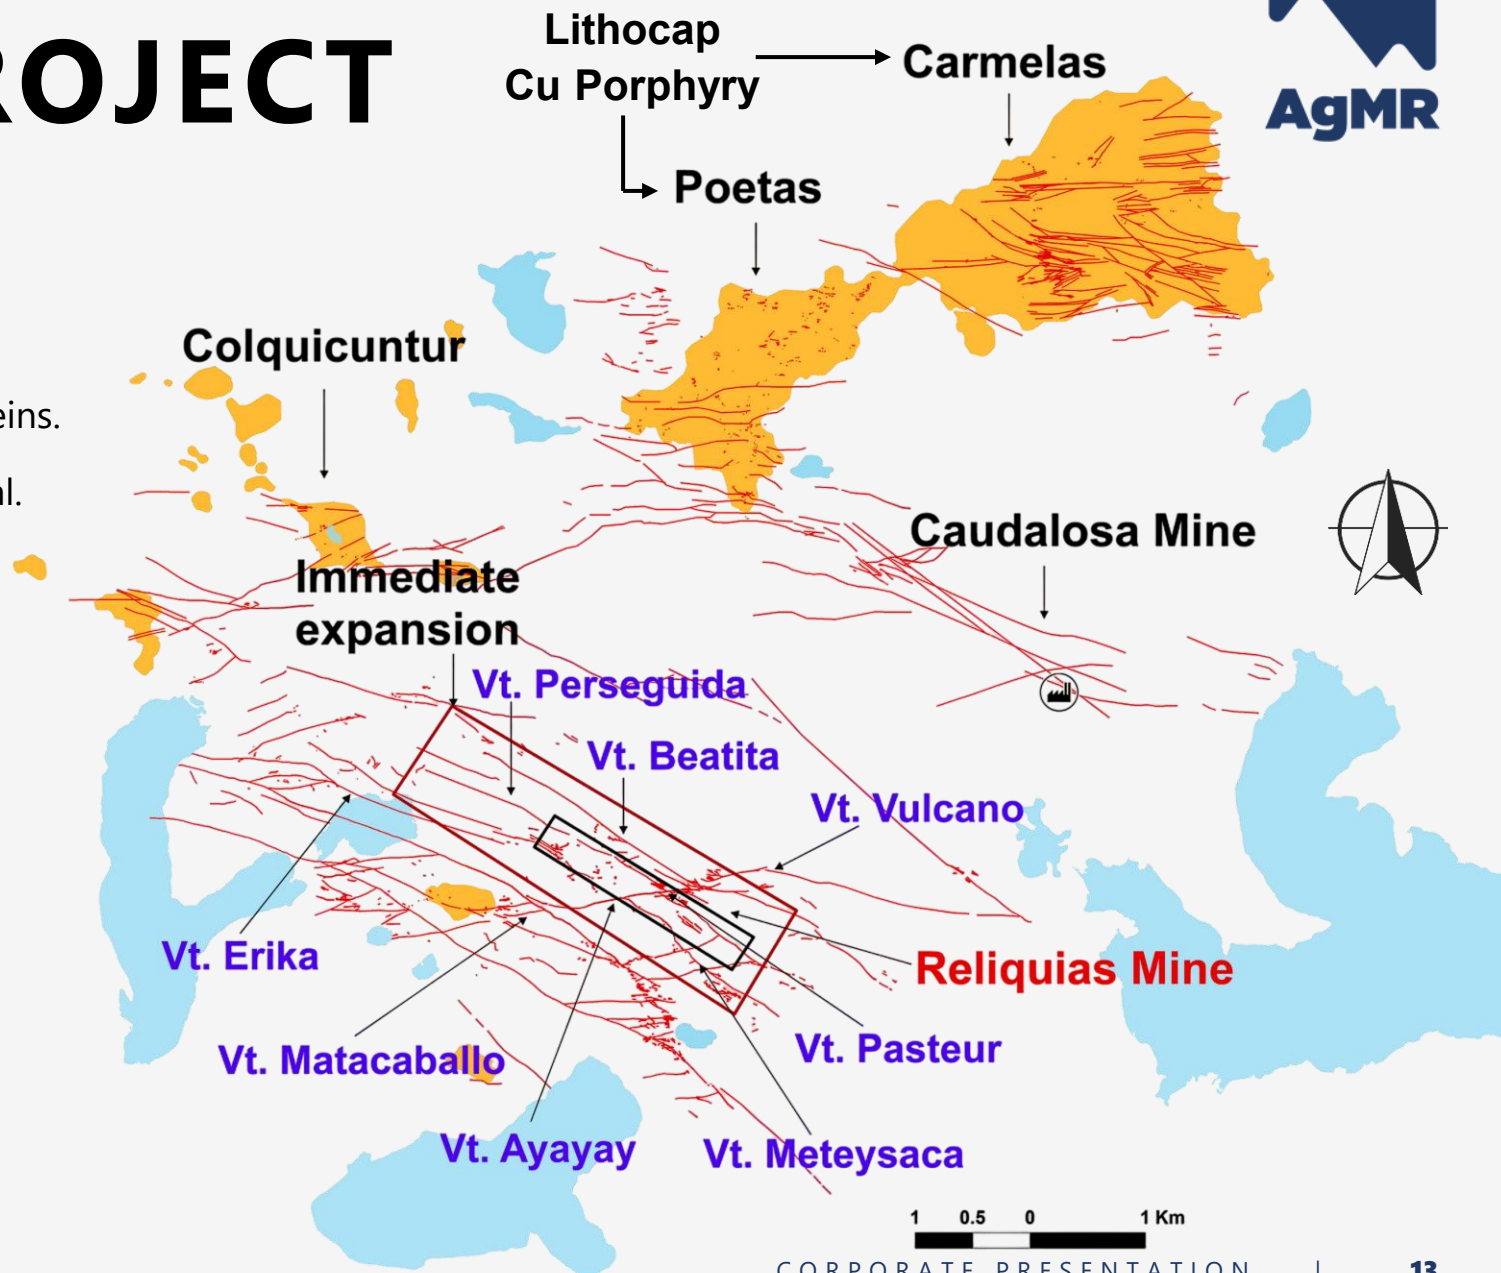 ROJECT
Lithocap
Cu Porphyry
Carmelas
AgMR
Poetas
Colquicuntur
eins.
al.
Caudalosa Mine
Immediate
expansion
Vt. Perseguida
Vt. Beatita
Vt. Vulcano
Vt. Erika
Reliquias Mine
Vt. Pasteur
Vt. Matacaballo
Vt. Ayayay
Vt. Meteysaca
1 0.5 0 1 Km
CORPORATE PRESENTATION | 13